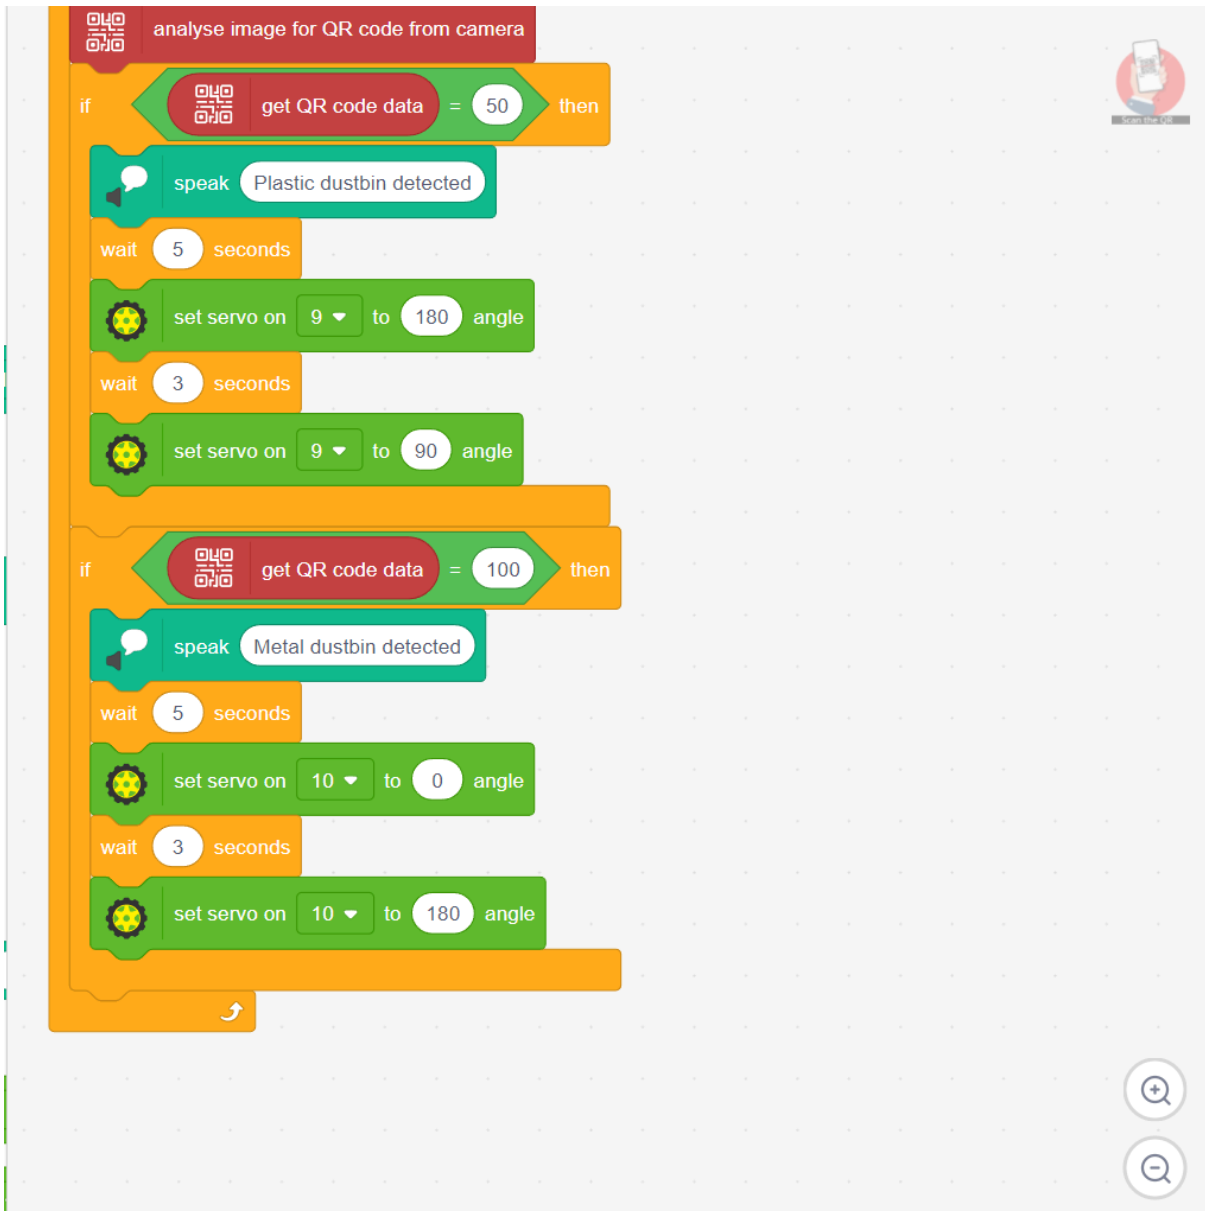 analyse image for QR code from camera
if get QR code data = 50 then
speak Plastic dustbin detected
wait 5 seconds
set servo on 9 to 180 angle
wait 3 seconds
set servo on 9 to 90 angle
if get QR code data = 100 then
speak Metal dustbin detected
wait 5 seconds
set servo on 10 to 0 angle
wait 3 seconds
set servo on 10 to 180 angle
Scan the QR